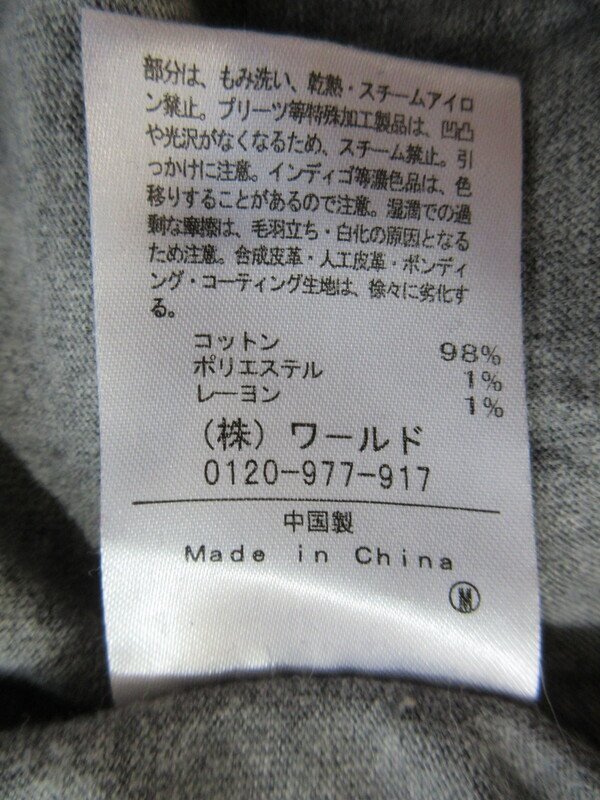 部分は、もみ洗い、乾熱・スチームアイロ
ン禁止。プリーツ等特殊加工製品は、凹凸
や光沢がなくなるため、スチーム禁止。引
っかけに注意。インディゴ等濃色品は、色
移りすることがあるので注意。湿潤での過
剰な摩擦は、毛羽立ち・白化の原因となる
ため注意。合成皮革・人工皮革・ボンディ
ング・コーティング生地は、徐々に劣化す
る。
コットン 98%
ポリエステル 1%
レーヨン 1%
（株）ワールド
0120-977-917
中国製
Made in China
M